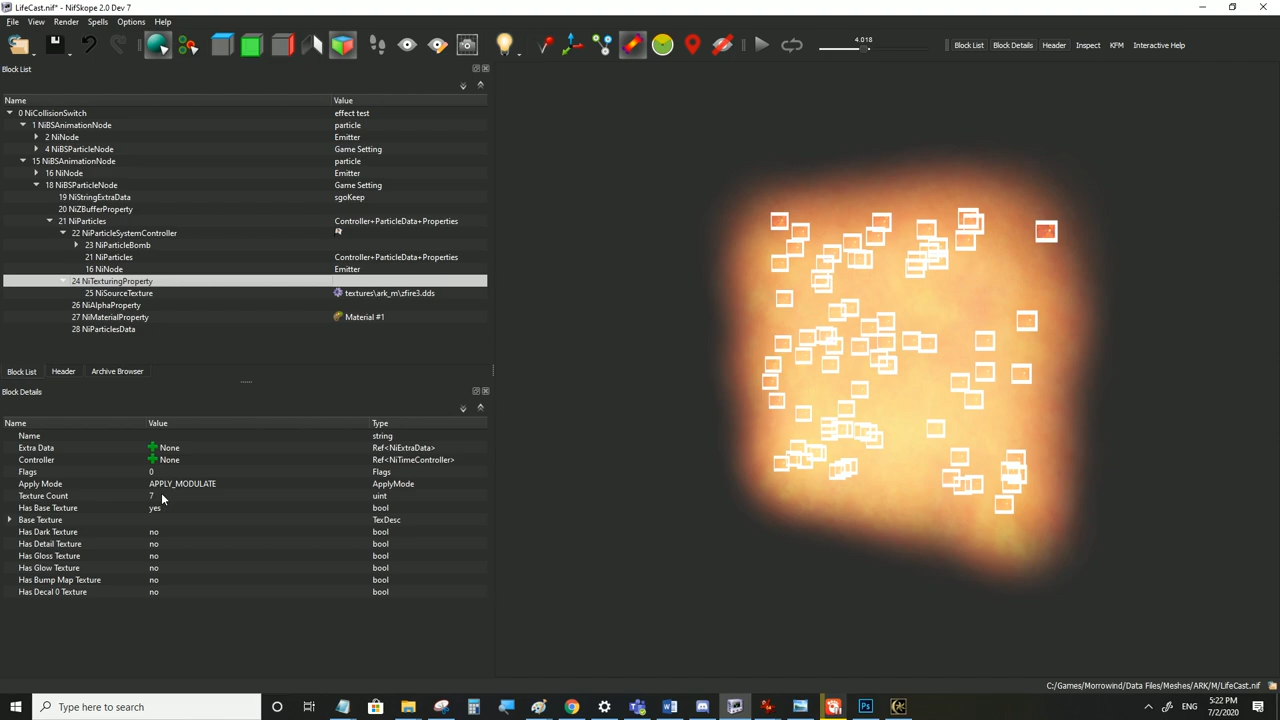 LifeCast.nif* - NifSkope 2.0 Dev 7
File View Render Spells Options Help
4.018
Block List Block Details Header Inspect KFM Interactive Help
Block List
Name Value
0 NiCollisionSwitch effect test
1 NiBSAnimationNode particle
2 NiNode Emitter
4 NiBSParticleNode Game Setting
15 NiBSAnimationNode particle
16 NiNode Emitter
18 NiBSParticleNode Game Setting
19 NiStringExtraData sgoKeep
20 NiZBufferProperty
21 NiParticles Controller+ParticleData+Properties
22 NiParticleSystemController
23 NiParticleBomb
21 NiParticles Controller+ParticleData+Properties
16 NiNode Emitter
24 NiTexturingProperty
25 NiSourceTexture textures\ark_m\zfire3.dds
26 NiAlphaProperty
27 NiMaterialProperty Material #1
28 NiParticlesData
Block List Header Archive Browser
Block Details
Name Value Type
Name string
Extra Data None Ref<NiExtraData>
Controller None Ref<NiTimeController>
Flags 0 Flags
Apply Mode APPLY_MODULATE ApplyMode
Texture Count 7 uint
Has Base Texture yes bool
Base Texture TexDesc
Has Dark Texture no bool
Has Detail Texture no bool
Has Gloss Texture no bool
Has Glow Texture no bool
Has Bump Map Texture no bool
Has Decal 0 Texture no bool
C:/Games/Morrowind/Data Files/Meshes/ARK/M/LifeCast.nif
Type here to search
ENG
5:22 PM
7/2/2020